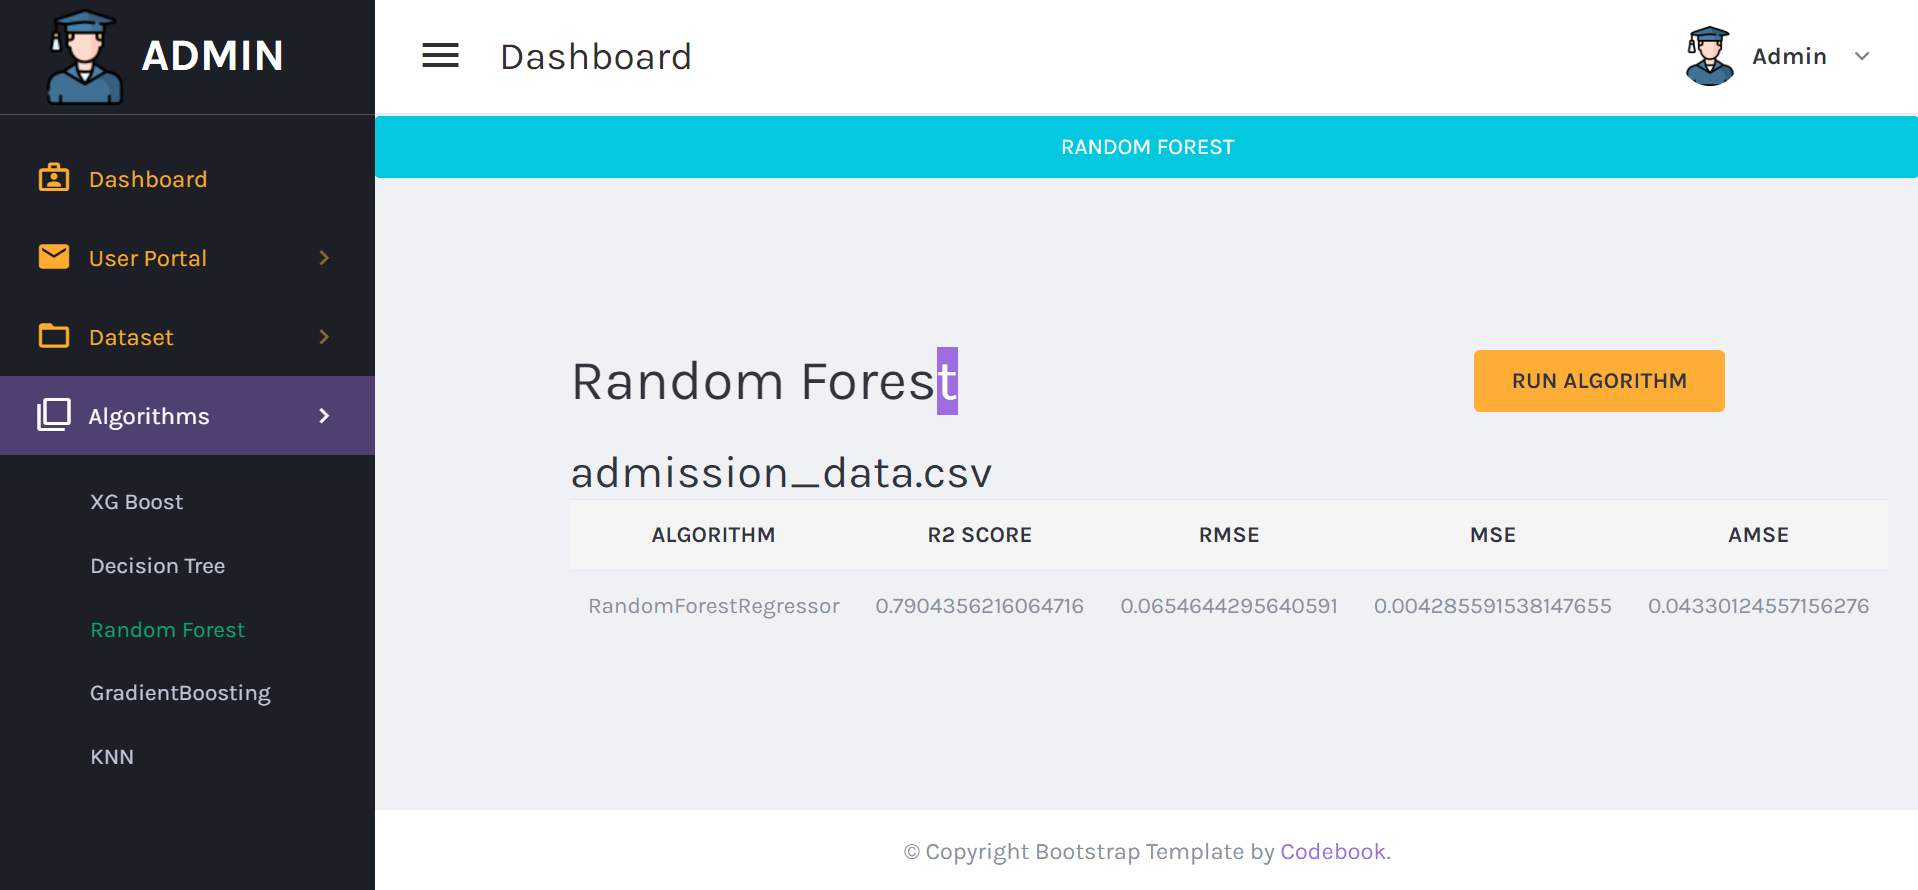 ADMIN
Dashboard
Admin
RANDOM FOREST
Dashboard
User Portal
Dataset
Algorithms
XG Boost
Decision Tree
Random Forest
GradientBoosting
KNN
Random Forest
RUN ALGORITHM
admission_data.csv
ALGORITHM R2 SCORE RMSE MSE AMSE
RandomForestRegressor 0.7904356216064716 0.0654644295640591 0.004285591538147655 0.04330124557156276
© Copyright Bootstrap Template by Codebook.